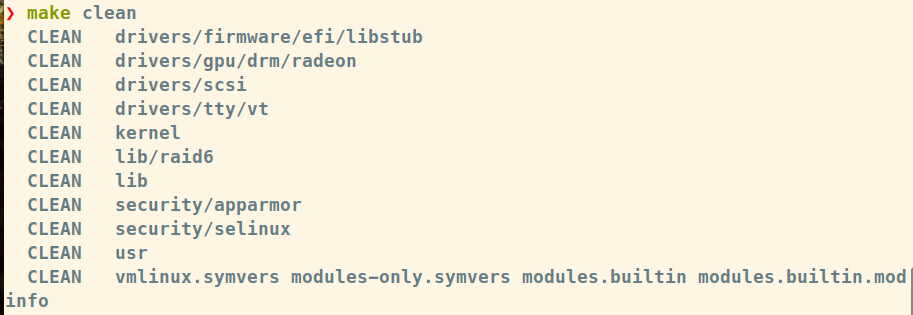 ❯ make clean
  CLEAN   drivers/firmware/efi/libstub
  CLEAN   drivers/gpu/drm/radeon
  CLEAN   drivers/scsi
  CLEAN   drivers/tty/vt
  CLEAN   kernel
  CLEAN   lib/raid6
  CLEAN   lib
  CLEAN   security/apparmor
  CLEAN   security/selinux
  CLEAN   usr
  CLEAN   vmlinux.symvers modules-only.symvers modules.builtin modules.builtin.mod
info